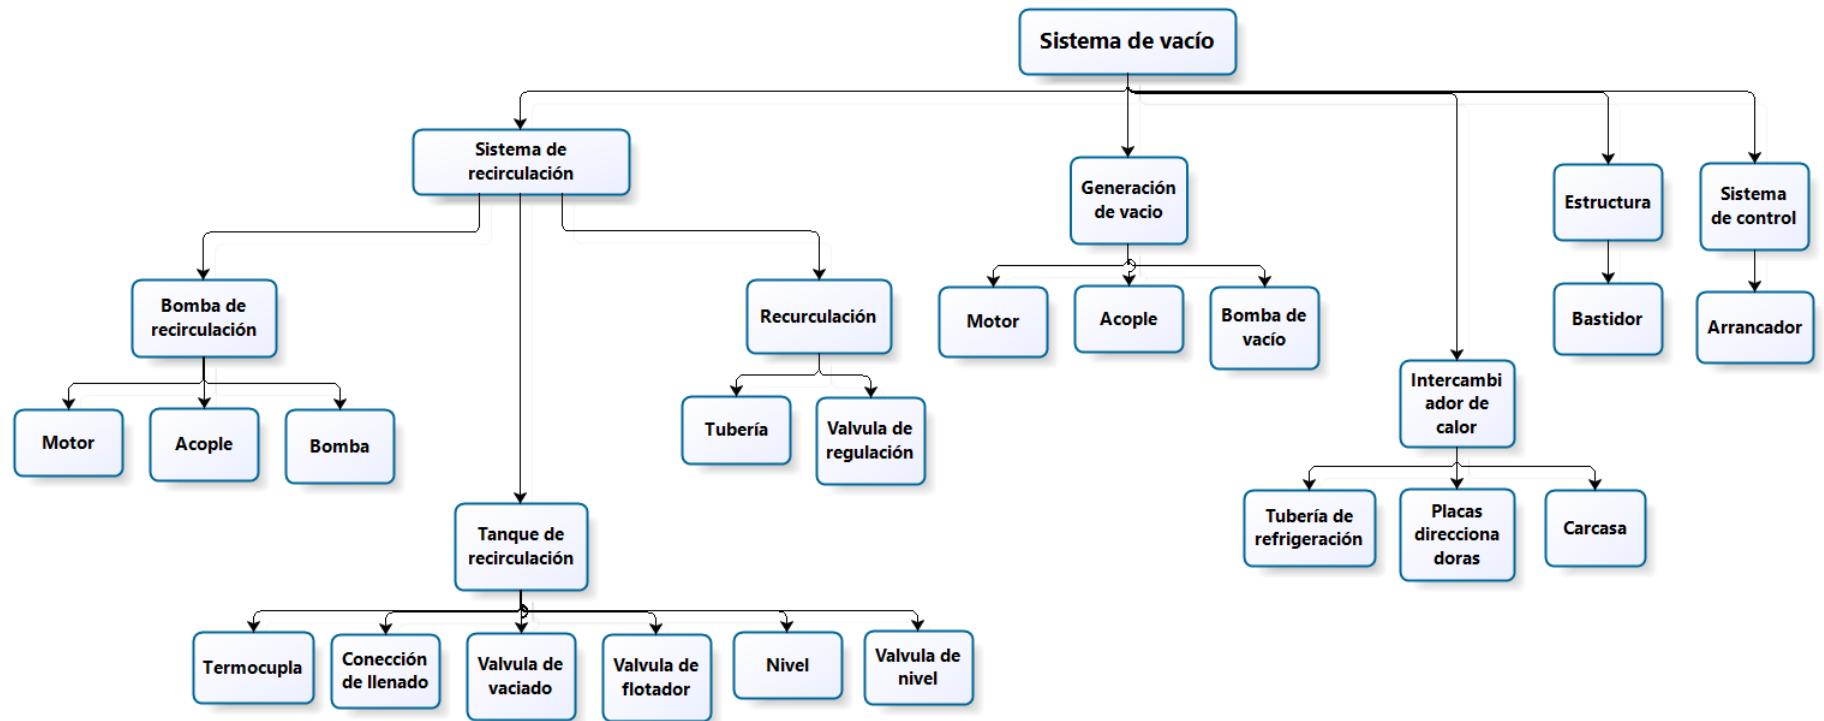 Sistema de vacío
Sistema de
recirculación
Generación
de vacio
Estructura
Sistema
de control
Bomba de
recirculación
Recurculación
Motor
Acople
Bomba de
vacío
Bastidor
Arrancador
Intercambi
ador de
calor
Motor
Acople
Bomba
Tubería
Valvula de
regulación
Tanque de
recirculación
Tubería de
refrigeración
Placas
direcciona
doras
Carcasa
Termocupla
Conección
de llenado
Valvula de
vaciado
Valvula de
flotador
Nivel
Valvula de
nivel